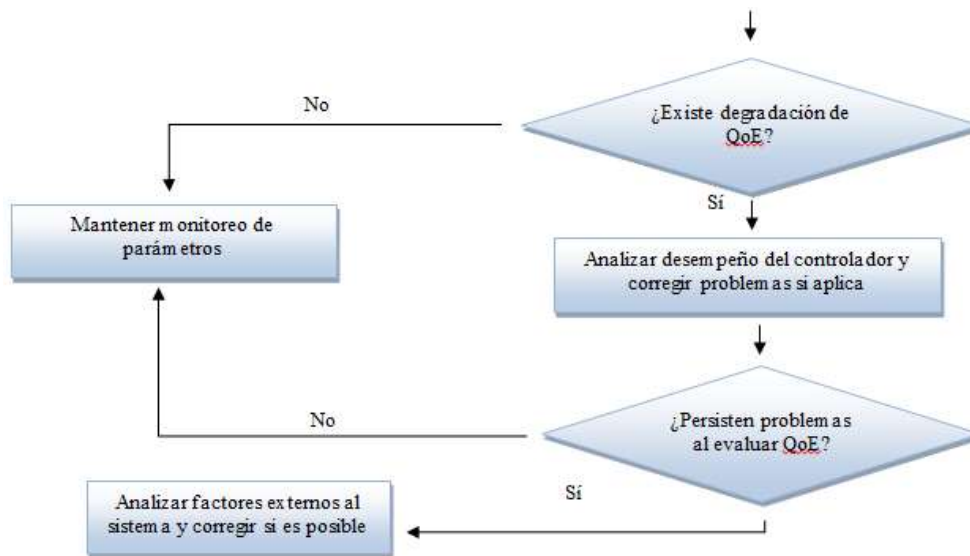 No
¿Existe degradación de
QoE?
Sí
Mantener monitoreo de
parámetros
Analizar desempeño del controlador y
corregir problemas si aplica
No
¿Persisten problemas
al evaluar QoE?
Sí
Analizar factores externos al
sistema y corregir si es posible